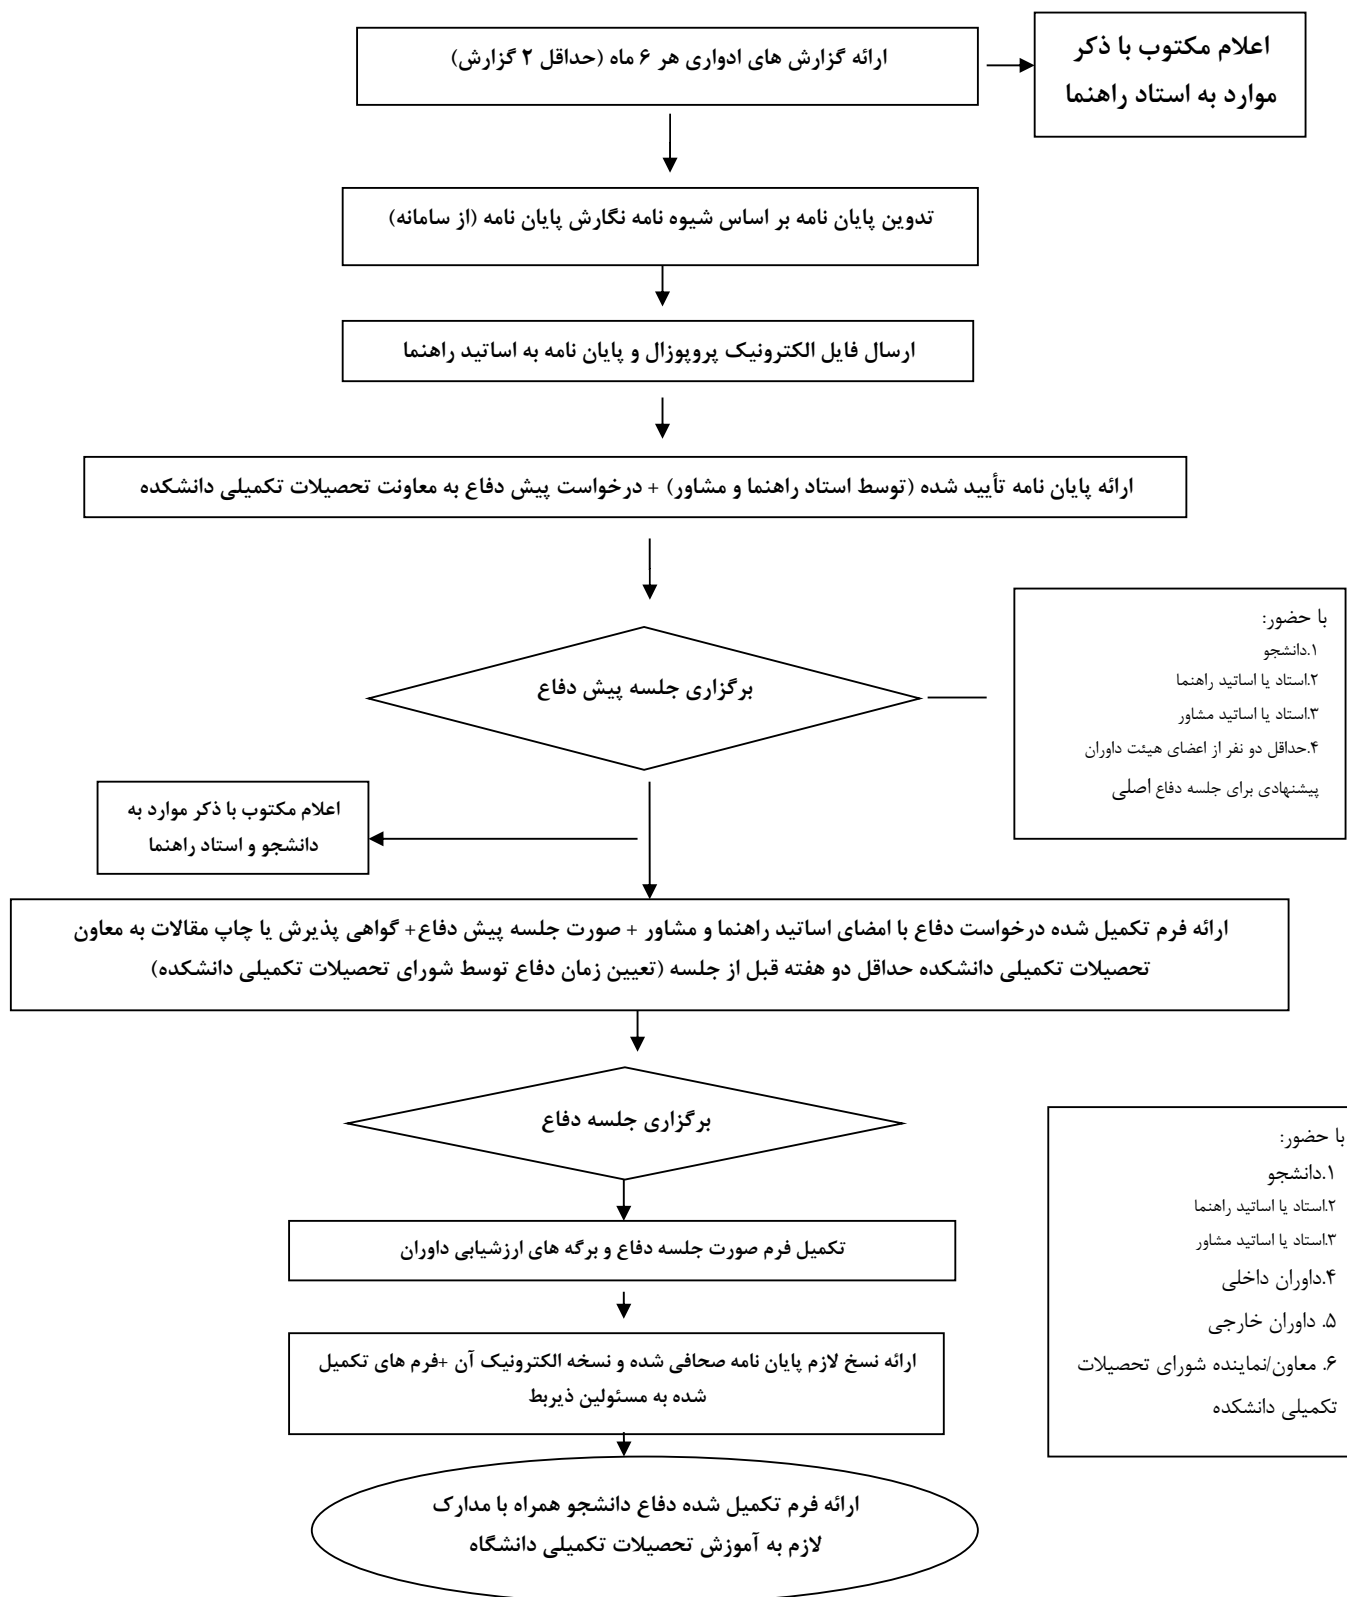 ارائه گزارش های ادواری هر ۶ ماه (حداقل ۲ گزارش)
اعلام مکتوب با ذکر
موارد به استاد راهنما
تدوین پایان نامه بر اساس شیوه نامه نگارش پایان نامه (از سامانه)
ارسال فایل الکترونیک پروپوزال و پایان نامه به اساتید راهنما
ارائه پایان نامه تأیید شده (توسط استاد راهنما و مشاور) + درخواست پیش دفاع به معاونت تحصیلات تکمیلی دانشکده
برگزاری جلسه پیش دفاع
با حضور:
۱.دانشجو
۲.استاد یا اساتید راهنما
۳.استاد یا اساتید مشاور
۴.حداقل دو نفر از اعضای هیئت داوران
پیشنهادی برای جلسه دفاع اصلی
اعلام مکتوب با ذکر موارد به
دانشجو و استاد راهنما
ارائه فرم تکمیل شده درخواست دفاع با امضای اساتید راهنما و مشاور + صورت جلسه پیش دفاع+ گواهی پذیرش یا چاپ مقالات به معاون
تحصیلات تکمیلی دانشکده حداقل دو هفته قبل از جلسه (تعیین زمان دفاع توسط شورای تحصیلات تکمیلی دانشکده)
برگزاری جلسه دفاع
با حضور:
۱.دانشجو
۲.استاد یا اساتید راهنما
۳.استاد یا اساتید مشاور
۴.داوران داخلی
۵. داوران خارجی
۶. معاون/نماینده شورای تحصیلات
تکمیلی دانشکده
تکمیل فرم صورت جلسه دفاع و برگه های ارزشیابی داوران
ارائه نسخ لازم پایان نامه صحافی شده و نسخه الکترونیک آن +فرم های تکمیل
شده به مسئولین ذیربط
ارائه فرم تکمیل شده دفاع دانشجو همراه با مدارک
لازم به آموزش تحصیلات تکمیلی دانشگاه